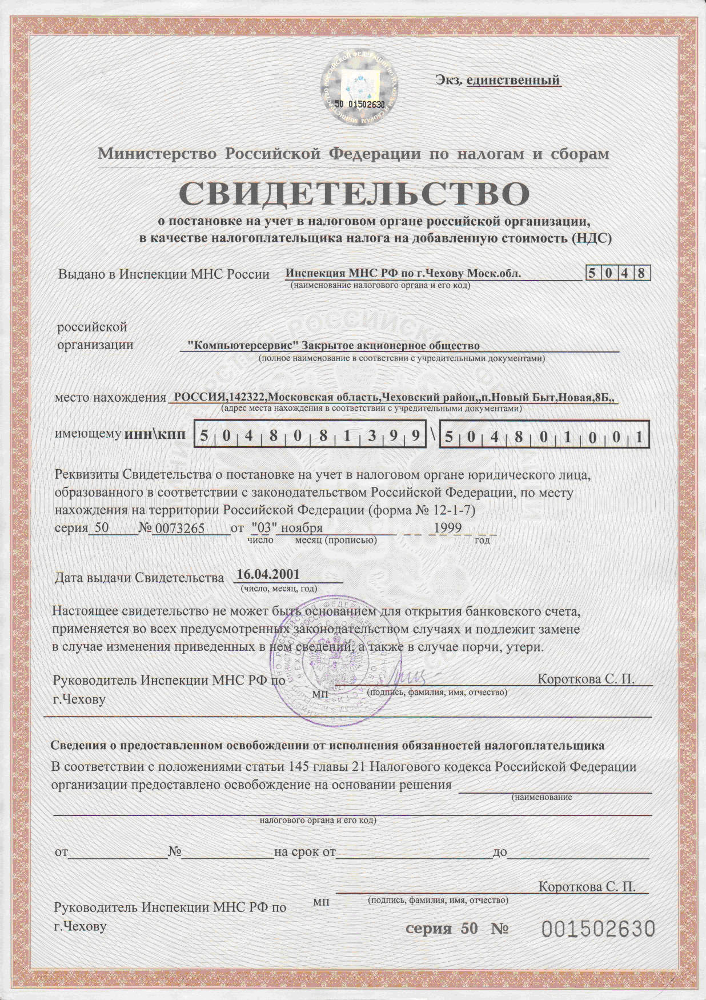 МИНИСТЕРСТВО РОССИЙСКОЙ ФЕДЕРАЦИИ ПО НАЛОГАМ И СБОРАМ
50 01502630
Экз. единственный
Министерство Российской Федерации по налогам и сборам
СВИДЕТЕЛЬСТВО
о постановке на учет в налоговом органе российской организации,
в качестве налогоплательщика налога на добавленную стоимость (НДС)
Выдано в Инспекции МНС России Инспекция МНС РФ по г.Чехову Моск.обл. 5 0 4 8
(наименование налогового органа и его код)
российской
организации "Компьютерсервис" Закрытое акционерное общество
(полное наименование в соответсвии с учредительными документами)
место нахождения РОССИЯ,142322,Московская область,Чеховский район,,п.Новый Быт,Новая,8Б,,
(адрес места нахождения в соответствии с учредительными документами)
имеющему ИНН\КПП 5 0 4 8 0 8 1 3 9 9 \ 5 0 4 8 0 1 0 0 1
Реквизиты Свидетельства о постановке на учет в налоговом органе юридического лица,
образованного в соответствии с законодательством Российской Федерации, по месту
нахождения на территории Российской Федерации (форма № 12-1-7)
серия 50 № 0073265 от "03" ноября 1999
число месяц (прописью) год
Дата выдачи Свидетельства 16.04.2001
(число, месяц, год)
Настоящее свидетельство не может быть основанием для открытия банковского счета,
применяется во всех предусмотренных законодательством случаях и подлежит замене
в случае изменения приведенных в нем сведений, а также в случае порчи, утери.
Руководитель Инспекции МНС РФ по Короткова С. П.
г.Чехову МП (подпись, фамилия, имя, отчество)
Сведения о предоставленном освобождении от исполнения обязанностей налогоплательщика
В соответствии с положениями статьи 145 главы 21 Налогового кодекса Российской Федерации
организации предоставлено освобождение на основании решения
(наименование
налогового органа и его код)
от № на срок от до
Короткова С. П.
Руководитель Инспекции МНС РФ по МП (подпись, фамилия, имя, отчество)
г.Чехову
серия 50 № 001502630